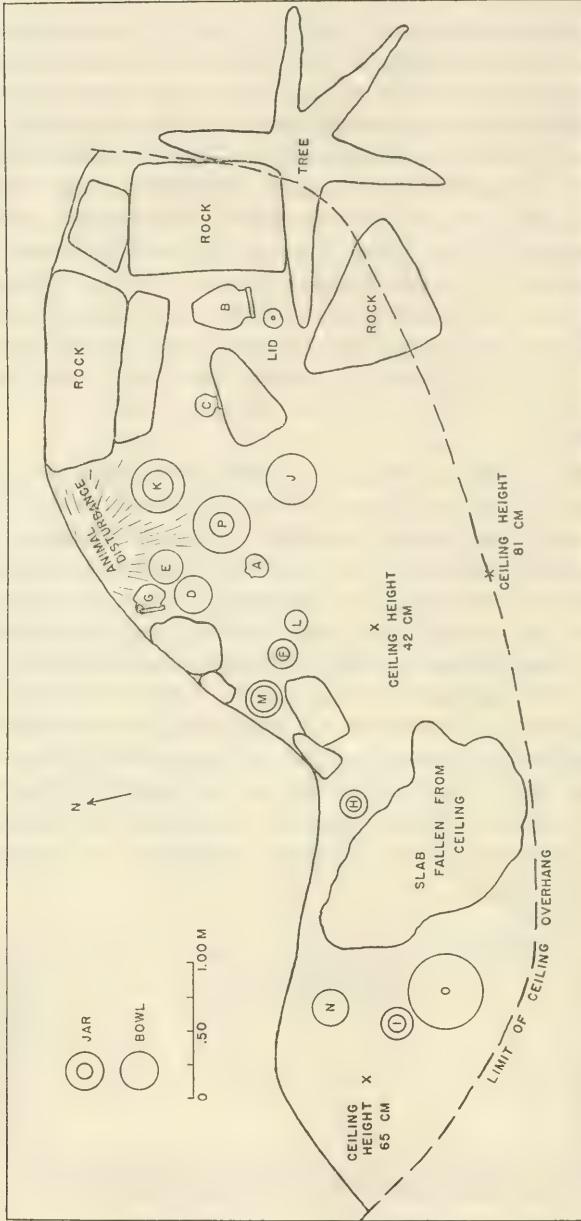 N
JAR
BOWL
0 .50 1.00 M
ANIMAL
DISTURBANCE
ROCK
ROCK
TREE
ROCK
B
LID
C
K
J
P
E
G
D
A
L
F
M
H
CEILING HEIGHT
42 CM
CEILING HEIGHT
81 CM
SLAB
FALLEN FROM
CEILING
N
I
O
CEILING
HEIGHT X
65 CM
LIMIT OF CEILING OVERHANG